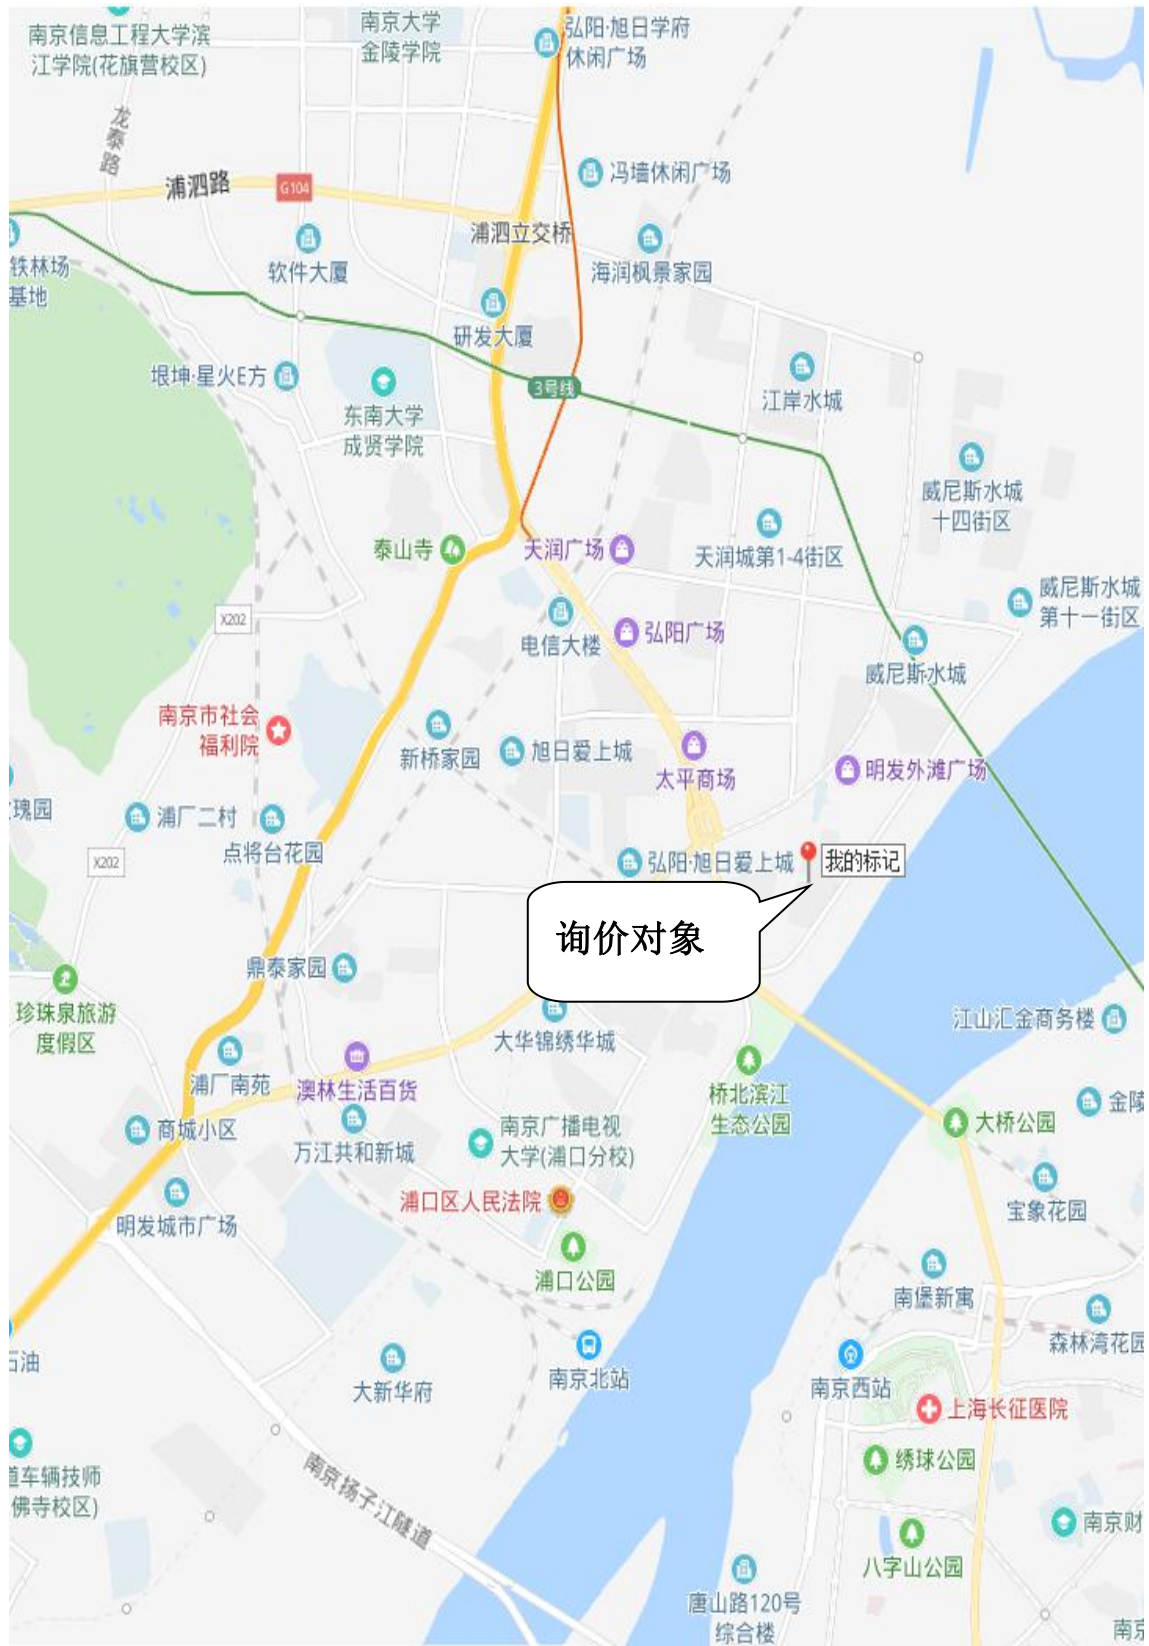 南京信息工程大学滨
江学院(花旗营校区)
南京大学
金陵学院
弘阳·旭日学府
休闲广场
龙泰路
浦泗路
G104
冯墙休闲广场
浦泗立交桥
铁林场
基地
软件大厦
海润枫景家园
研发大厦
垠坤·星火E方
3号线
东南大学
成贤学院
江岸水城
威尼斯水城
十四街区
泰山寺
天润广场
天润城第1-4街区
威尼斯水城
第十一街区
X202
电信大楼
弘阳广场
威尼斯水城
南京市社会
福利院
新桥家园
旭日爱上城
太平商场
明发外滩广场
瑰园
浦厂二村
点将台花园
X202
弘阳·旭日爱上城
我的标记
询价对象
鼎泰家园
珍珠泉旅游
度假区
江山汇金商务楼
大华锦绣华城
浦厂南苑
澳林生活百货
桥北滨江
生态公园
金陵
大桥公园
商城小区
万江共和新城
南京广播电视
大学(浦口分校)
浦口区人民法院
明发城市广场
宝象花园
浦口公园
南堡新寓
森林湾花园
石油
大新华府
南京北站
南京西站
上海长征医院
绣球公园
道车辆技师
佛寺校区)
南京扬子江隧道
南京财
八字山公园
唐山路120号
综合楼
南京